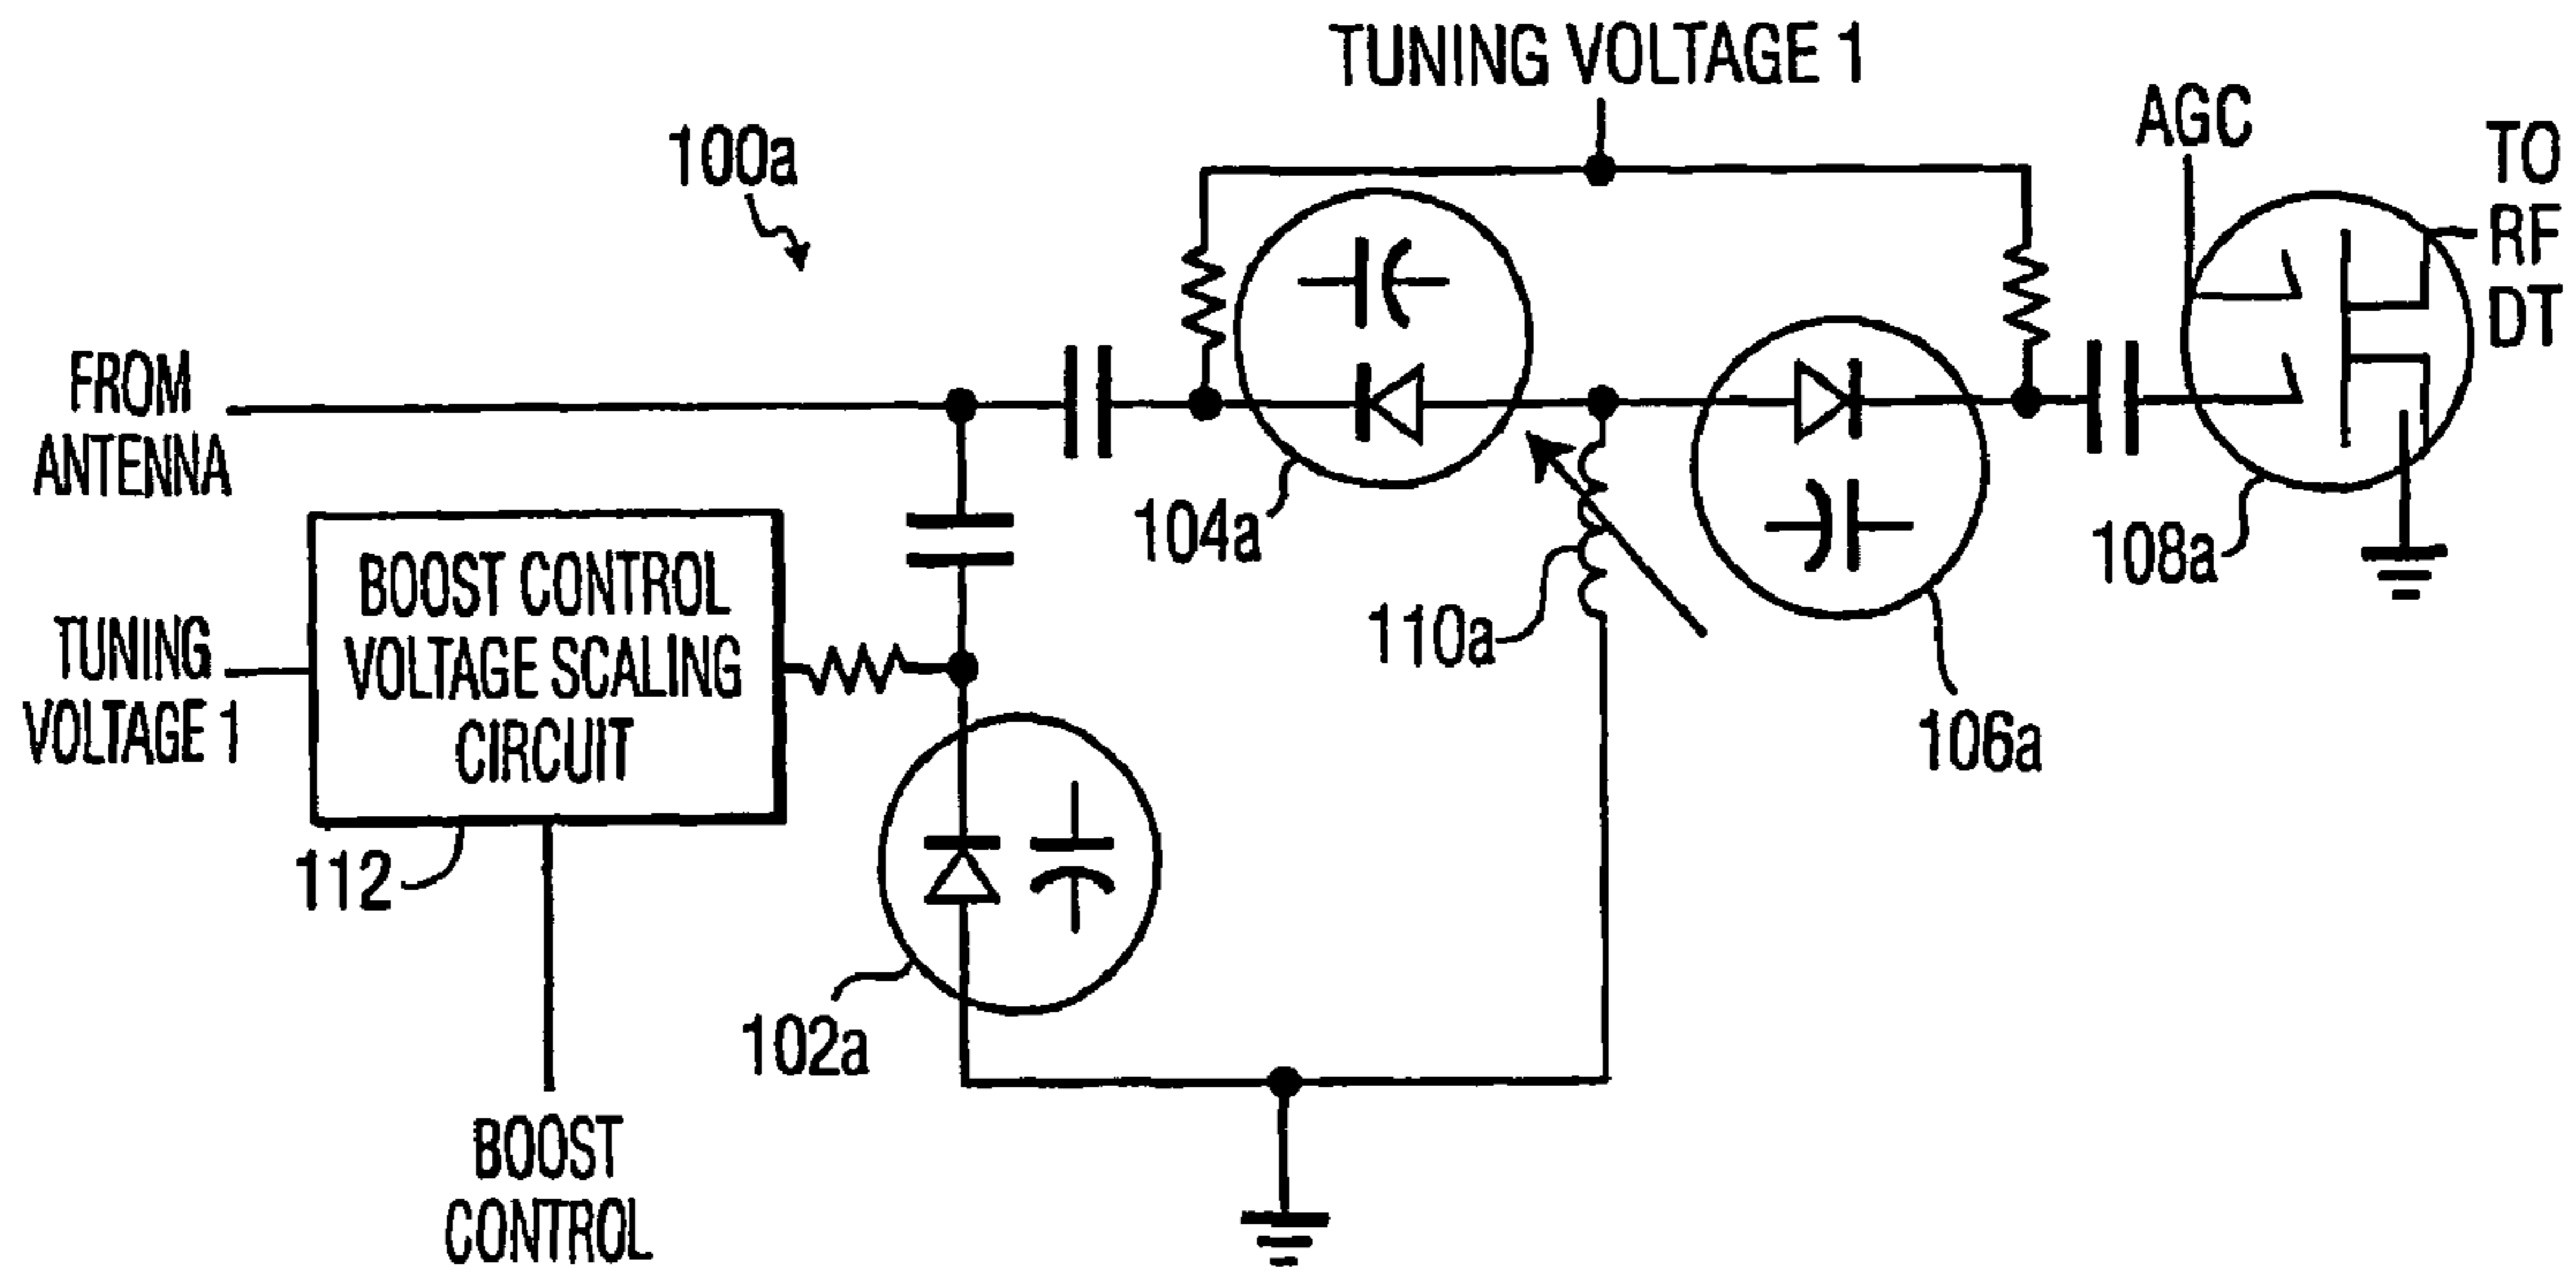 TUNING VOLTAGE 1
100a
AGC
TO
RF
DT
FROM
ANTENNA
104a
108a
BOOST CONTROL
VOLTAGE SCALING
CIRCUIT
TUNING
VOLTAGE 1
110a
106a
112
102a
BOOST
CONTROL